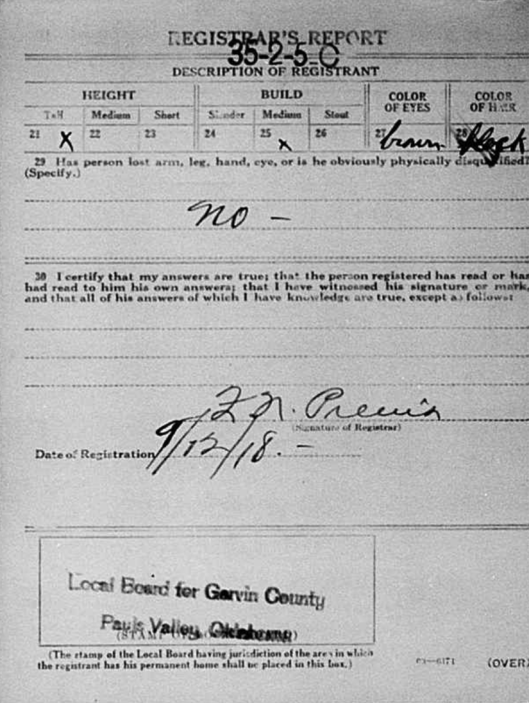 REGISTRAR'S REPORT
35-2-5-C
DESCRIPTION OF REGISTRANT
HEIGHT BUILD COLOR OF EYES COLOR OF HAIR
Tall Medium Short Slender Medium Stout
21 X 22 23 24 25 x 26 27 brown 28 black
29 Has person lost arm, leg, hand, eye, or is he obviously physically disqualified?
(Specify.)
no -
30 I certify that my answers are true; that the person registered has read or has
had read to him his own answers; that I have witnessed his signature or mark,
and that all of his answers of which I have knowledge are true, except as follows:
(Signature of Registrar)
Date of Registration 9/12/18. -
Local Board for Garvin County
Pauls Valley, Oklahoma
(The stamp of the Local Board having jurisdiction of the area in which
the registrant has his permanent home shall be placed in this box.)
(OVER)